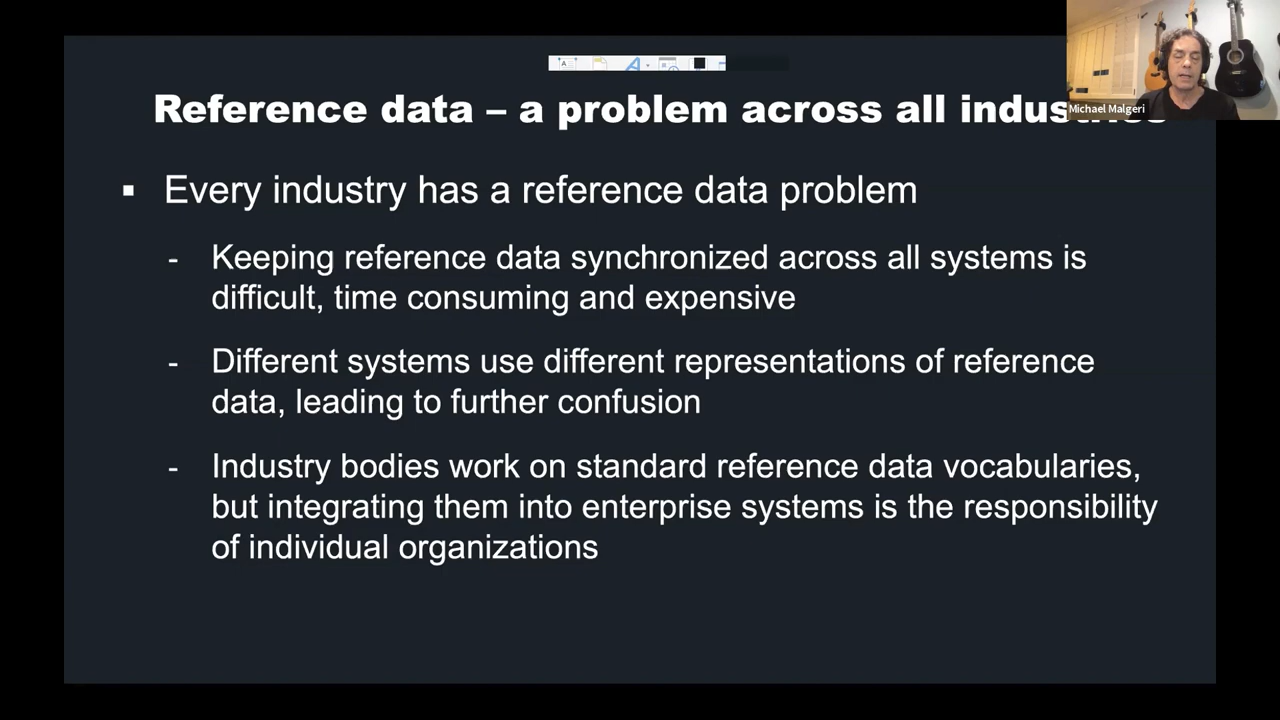 Reference data – a problem across all industries
Michael Malgeri
▪ Every industry has a reference data problem
- Keeping reference data synchronized across all systems is
difficult, time consuming and expensive
- Different systems use different representations of reference
data, leading to further confusion
- Industry bodies work on standard reference data vocabularies,
but integrating them into enterprise systems is the responsibility
of individual organizations